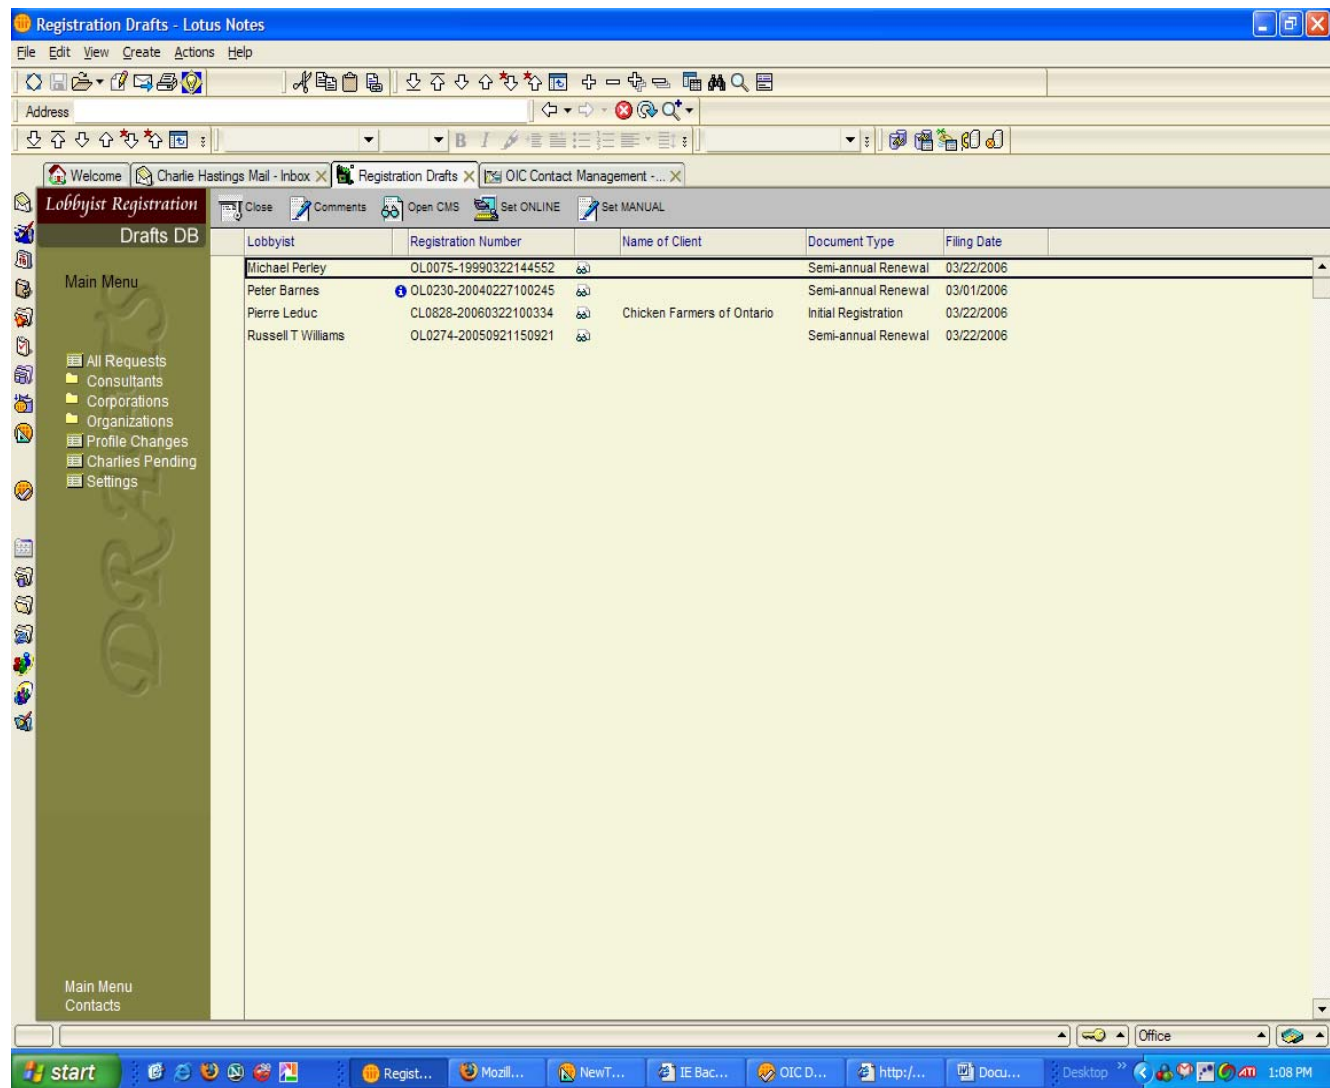 Registration Drafts - Lotus Notes
File Edit View Create Actions Help
Address
Welcome Charlie Hastings Mail - Inbox Registration Drafts OIC Contact Management -...
Lobbyist Registration
Drafts DB
Close Comments Open CMS Set ONLINE Set MANUAL
Lobbyist Registration Number Name of Client Document Type Filing Date
Michael Perley OL0075-19990322144552 Semi-annual Renewal 03/22/2006
Peter Barnes OL0230-20040227100245 Semi-annual Renewal 03/01/2006
Pierre Leduc CL0828-20060322100334 Chicken Farmers of Ontario Initial Registration 03/22/2006
Russell T Williams OL0274-20050921150921 Semi-annual Renewal 03/22/2006
Main Menu
All Requests
Consultants
Corporations
Organizations
Profile Changes
Charlies Pending
Settings
DRAFTS
Main Menu
Contacts
Office
start Regist... Mozill... NewT... IE Bac... OIC D... http:/... Docu... Desktop 1:08 PM